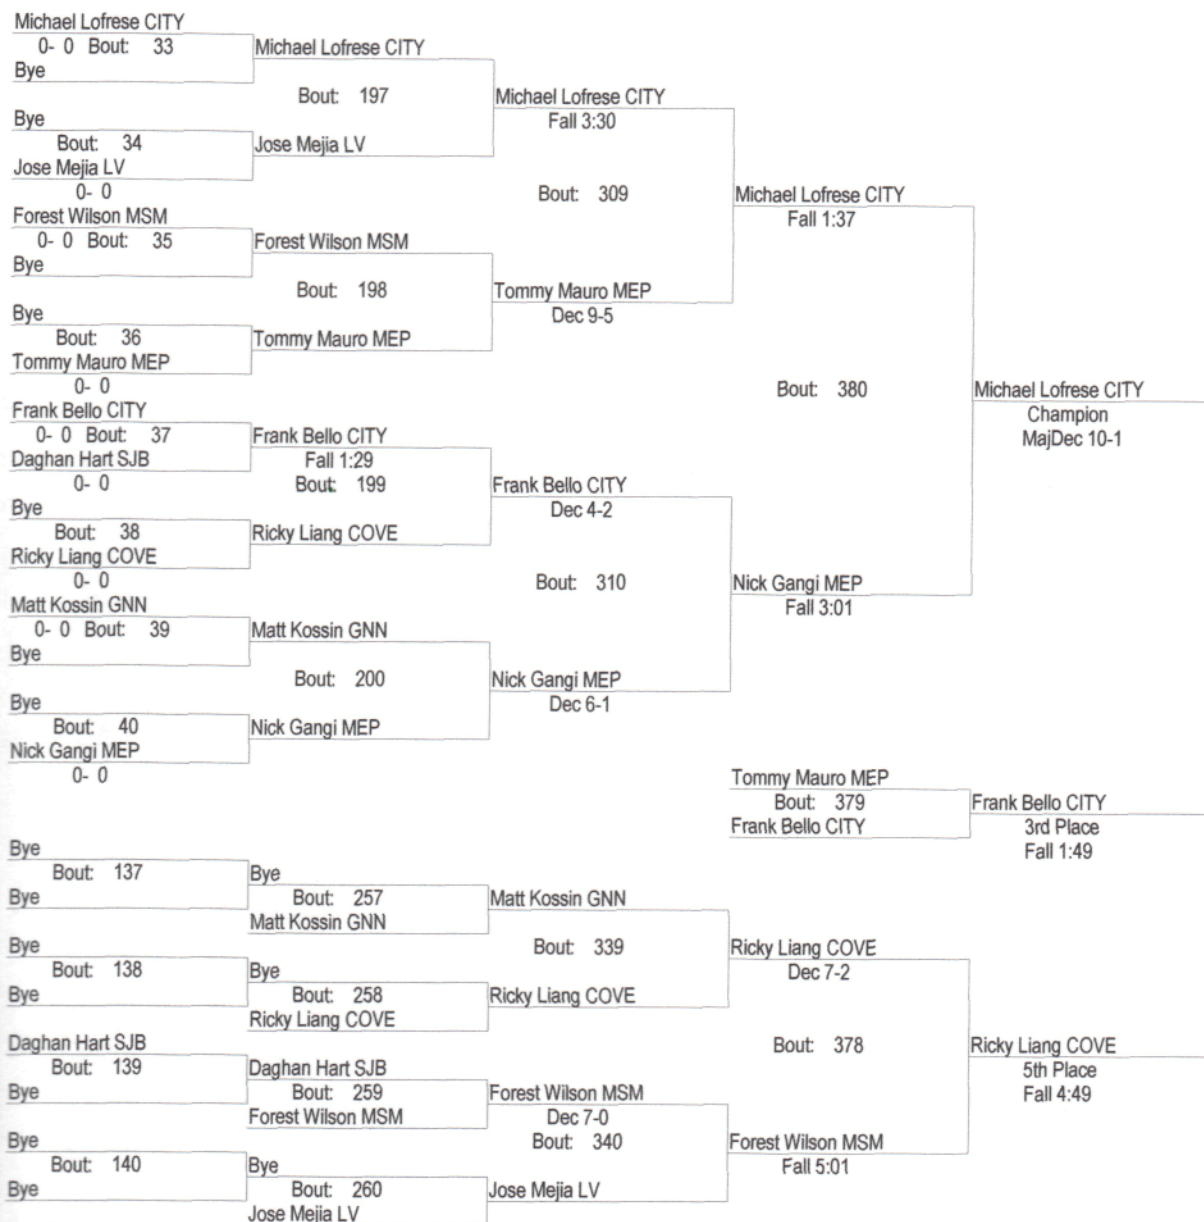 Michael Lofrese CITY
0- 0 Bout: 33
Bye
Michael Lofrese CITY
Bout: 197
Bye
Bout: 34
Jose Mejia LV
0- 0
Jose Mejia LV
Michael Lofrese CITY
Fall 3:30
Bout: 309
Forest Wilson MSM
0- 0 Bout: 35
Bye
Forest Wilson MSM
Bout: 198
Bye
Bout: 36
Tommy Mauro MEP
0- 0
Tommy Mauro MEP
Tommy Mauro MEP
Dec 9-5
Michael Lofrese CITY
Fall 1:37
Bout: 380
Frank Bello CITY
0- 0 Bout: 37
Daghan Hart SJB
0- 0
Frank Bello CITY
Fall 1:29
Bout: 199
Bye
Bout: 38
Ricky Liang COVE
0- 0
Ricky Liang COVE
Frank Bello CITY
Dec 4-2
Bout: 310
Matt Kossin GNN
0- 0 Bout: 39
Bye
Matt Kossin GNN
Bout: 200
Bye
Bout: 40
Nick Gangi MEP
0- 0
Nick Gangi MEP
Nick Gangi MEP
Dec 6-1
Nick Gangi MEP
Fall 3:01
Michael Lofrese CITY
Champion
MajDec 10-1
Tommy Mauro MEP
Bout: 379
Frank Bello CITY
Frank Bello CITY
3rd Place
Fall 1:49
Bye
Bout: 137
Bye
Bye
Bout: 257
Matt Kossin GNN
Matt Kossin GNN
Bout: 339
Bye
Bout: 138
Bye
Bye
Bout: 258
Ricky Liang COVE
Ricky Liang COVE
Ricky Liang COVE
Dec 7-2
Bout: 378
Daghan Hart SJB
Bout: 139
Bye
Daghan Hart SJB
Bout: 259
Forest Wilson MSM
Forest Wilson MSM
Dec 7-0
Bout: 340
Bye
Bout: 140
Bye
Bye
Bout: 260
Jose Mejia LV
Jose Mejia LV
Forest Wilson MSM
Fall 5:01
Ricky Liang COVE
5th Place
Fall 4:49